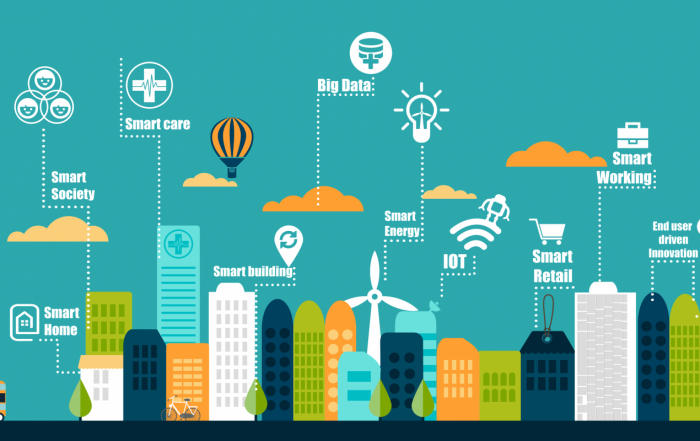 Big Data
Smart care
Smart
Working
Smart
Society
Smart
Energy
End user
driven
Innovation
IOT
Smart
Retail
Smart building
Smart
Home